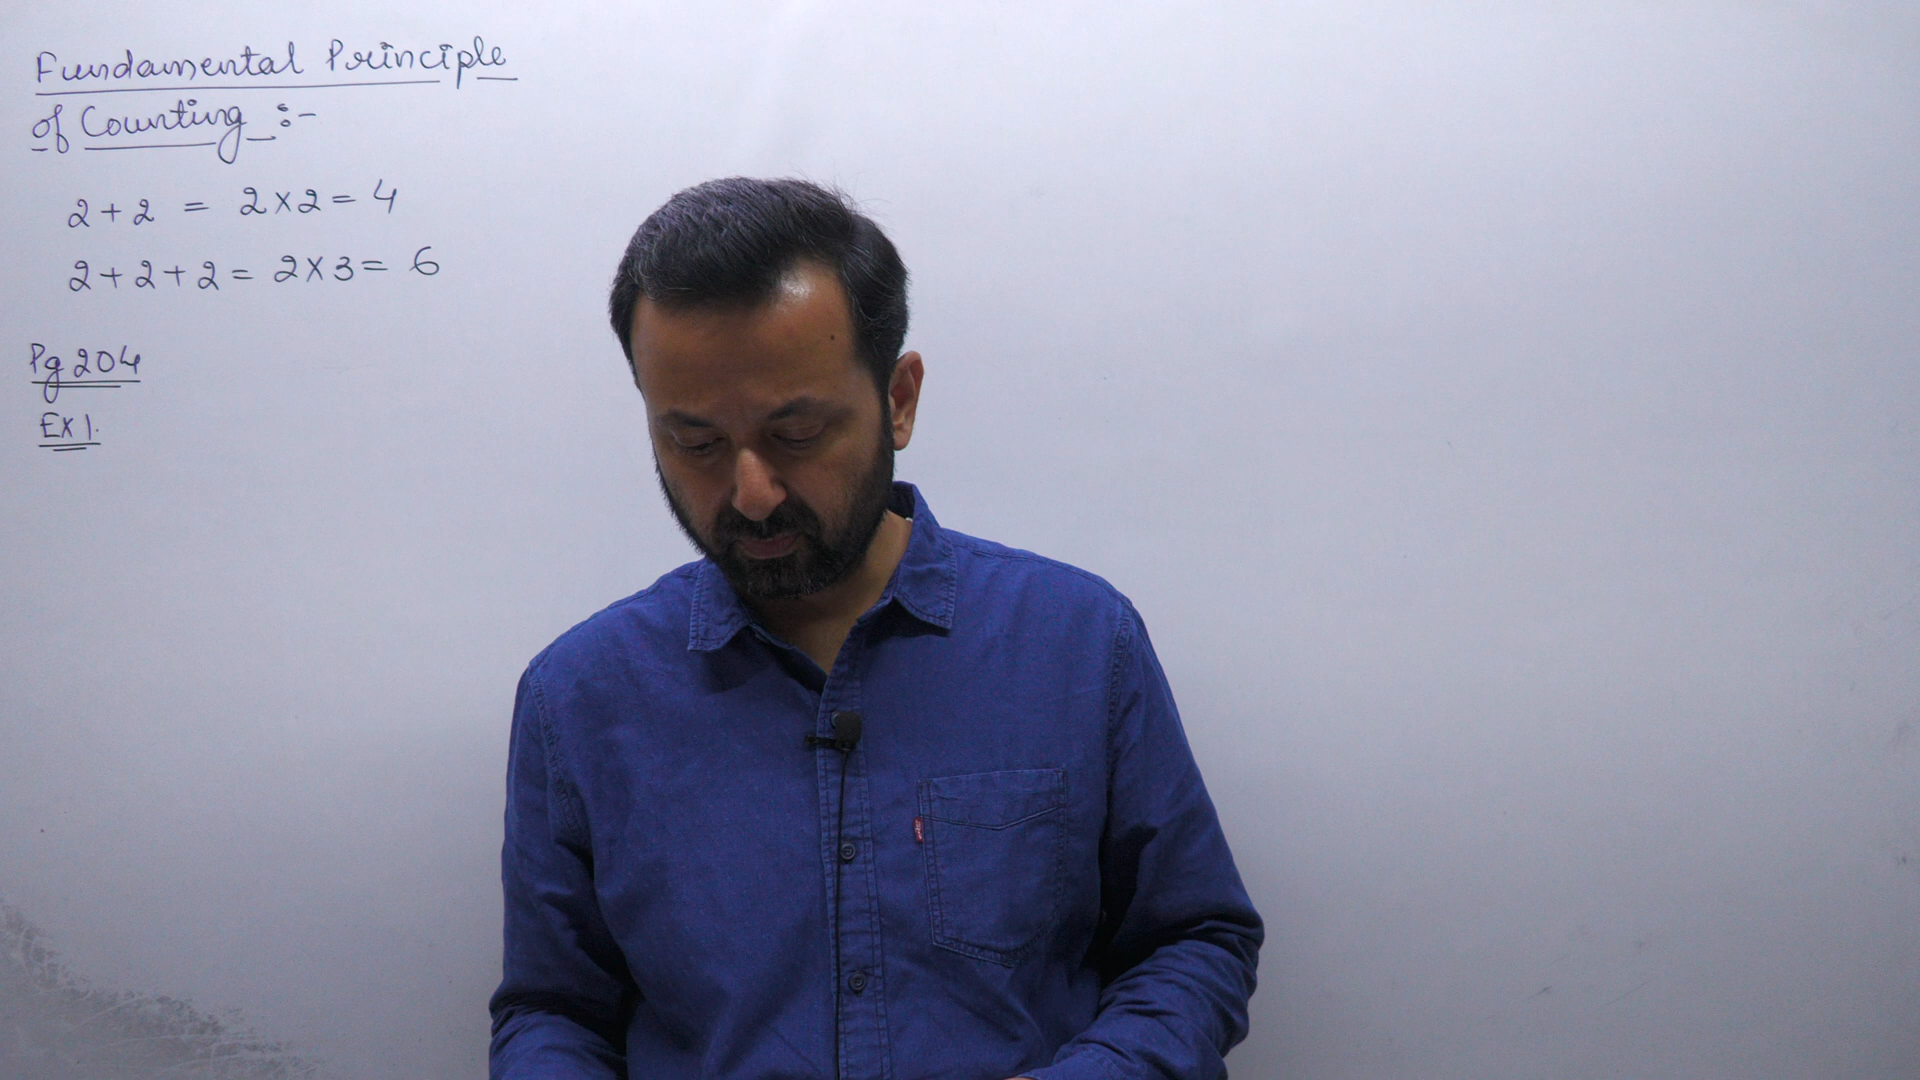 Fundamental Principle
of Counting :-
2 + 2 = 2 × 2 = 4
2 + 2 + 2 = 2 × 3 = 6
Pg 204
Ex 1.